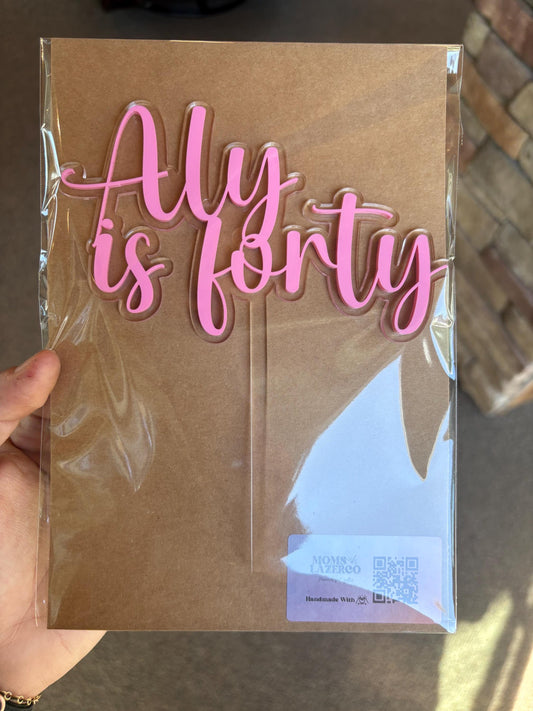 Aly
is forty
MOMS
LAZERCO
Handmade With